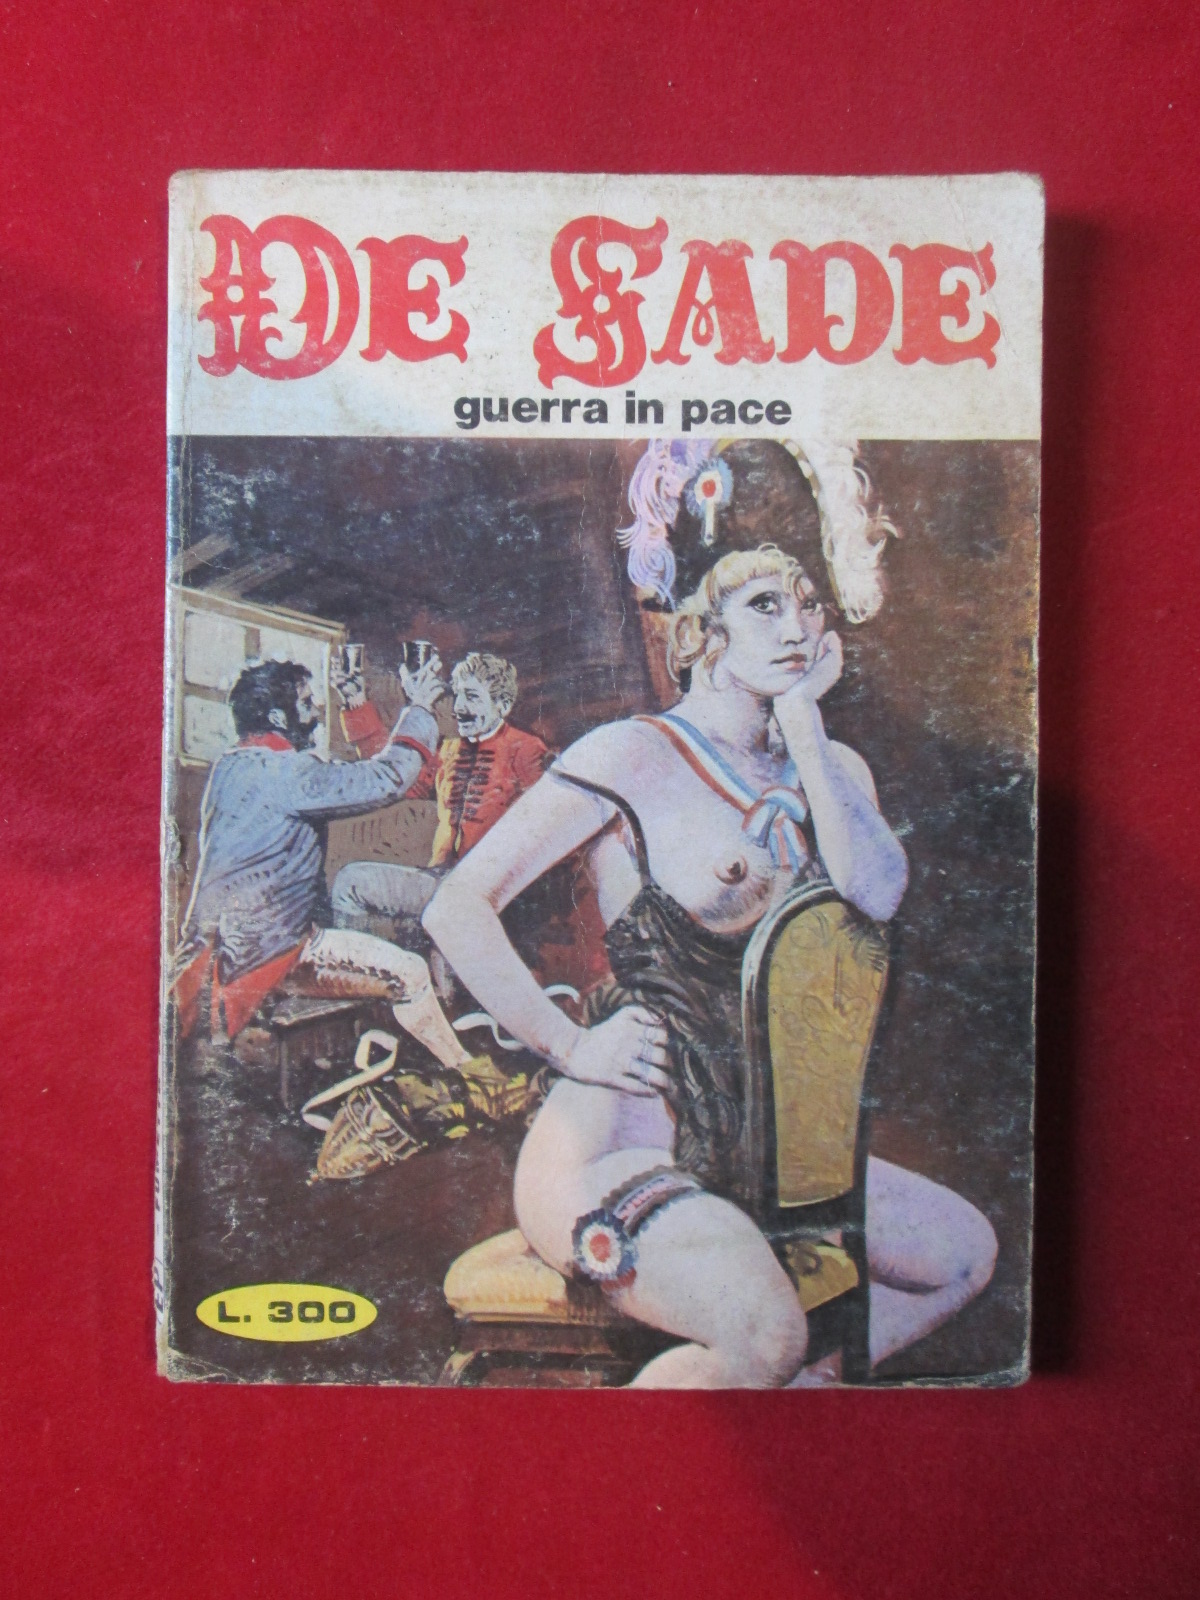 DE SADE
guerra in pace
L. 300